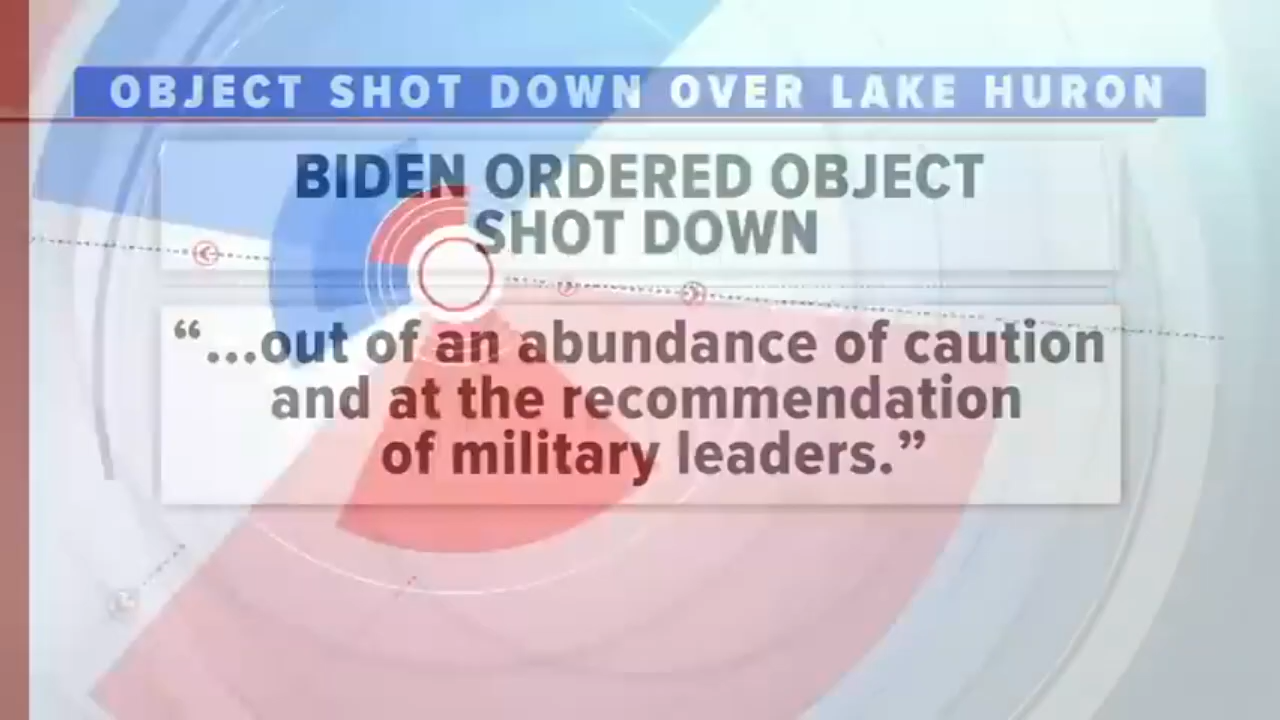 OBJECT SHOT DOWN OVER LAKE HURON
BIDEN ORDERED OBJECT
SHOT DOWN
“...out of an abundance of caution
and at the recommendation
of military leaders.”